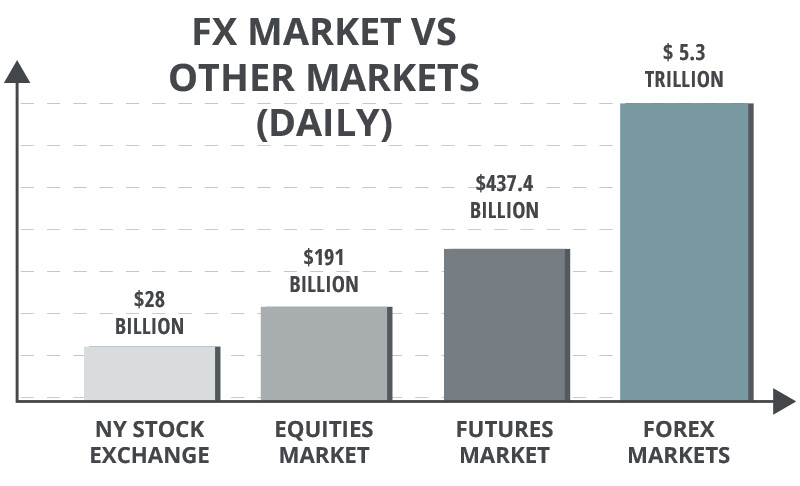 FX MARKET VS
OTHER MARKETS
(DAILY)
$ 5.3
TRILLION
$437.4
BILLION
$191
BILLION
$28
BILLION
NY STOCK
EXCHANGE
EQUITIES
MARKET
FUTURES
MARKET
FOREX
MARKETS